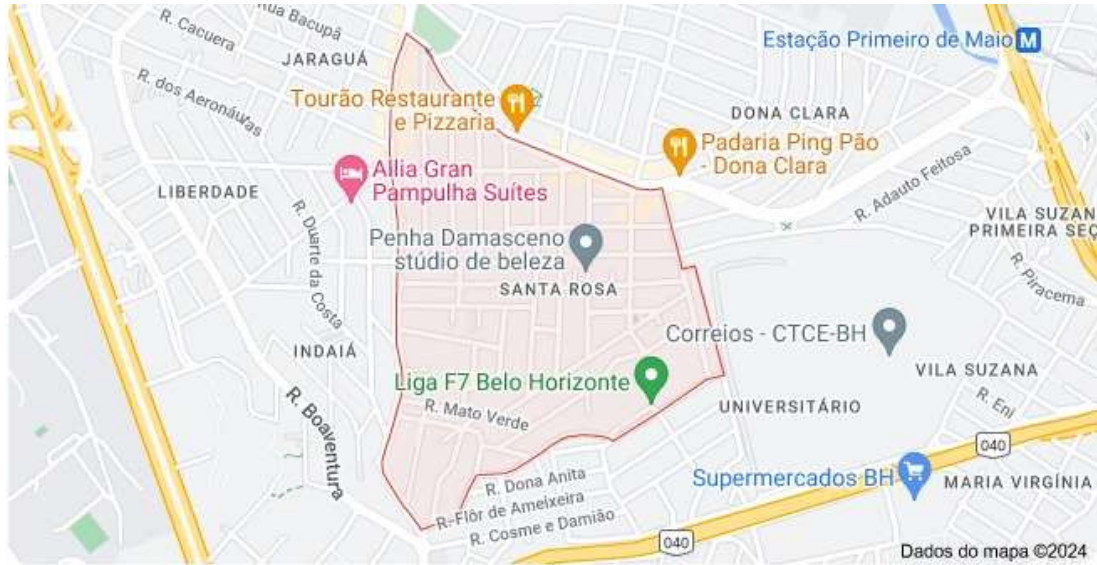 Rua Bacupã
R. Cacuera
JARAGUÁ
Estação Primeiro de Maio M
R. dos Aeronáuvas
Tourão Restaurante
e Pizzaria
DONA CLARA
Padaria Ping Pão
- Dona Clara
Allia Gran
Pampulha Suítes
LIBERDADE
R. Adauto Feitosa
VILA SUZAN
PRIMEIRA SEÇ
R. Duarte da Costa
Penha Damasceno
stúdio de beleza
SANTA ROSA
R. Piracema
Correios - CTCE-BH
INDAIÁ
Liga F7 Belo Horizonte
VILA SUZANA
R. Boaventura
R. Mato Verde
UNIVERSITÁRIO
R. Eni
040
R. Dona Anita
Supermercados BH
MARIA VIRGÍNIA
R. Flôr de Ameixeira
R. Cosme e Damião
040
Dados do mapa ©2024